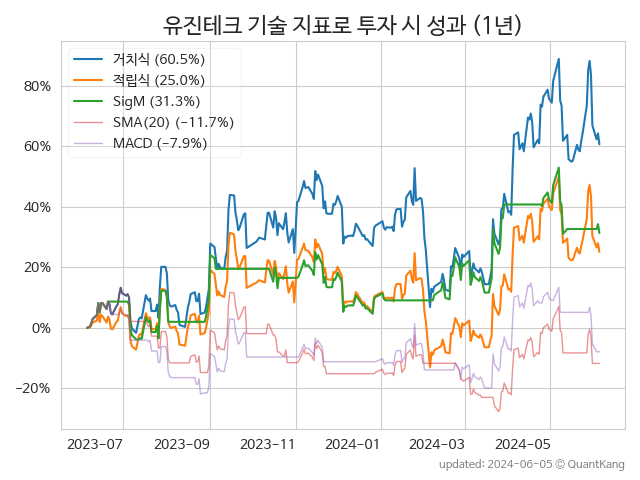 유진테크 기술 지표로 투자 시 성과 (1년)
거치식 (60.5%)
적립식 (25.0%)
SigM (31.3%)
SMA(20) (−11.7%)
MACD (−7.9%)
80%
60%
40%
20%
0%
−20%
2023-07 2023-09 2023-11 2024-01 2024-03 2024-05
updated: 2024-06-05 © QuantKang